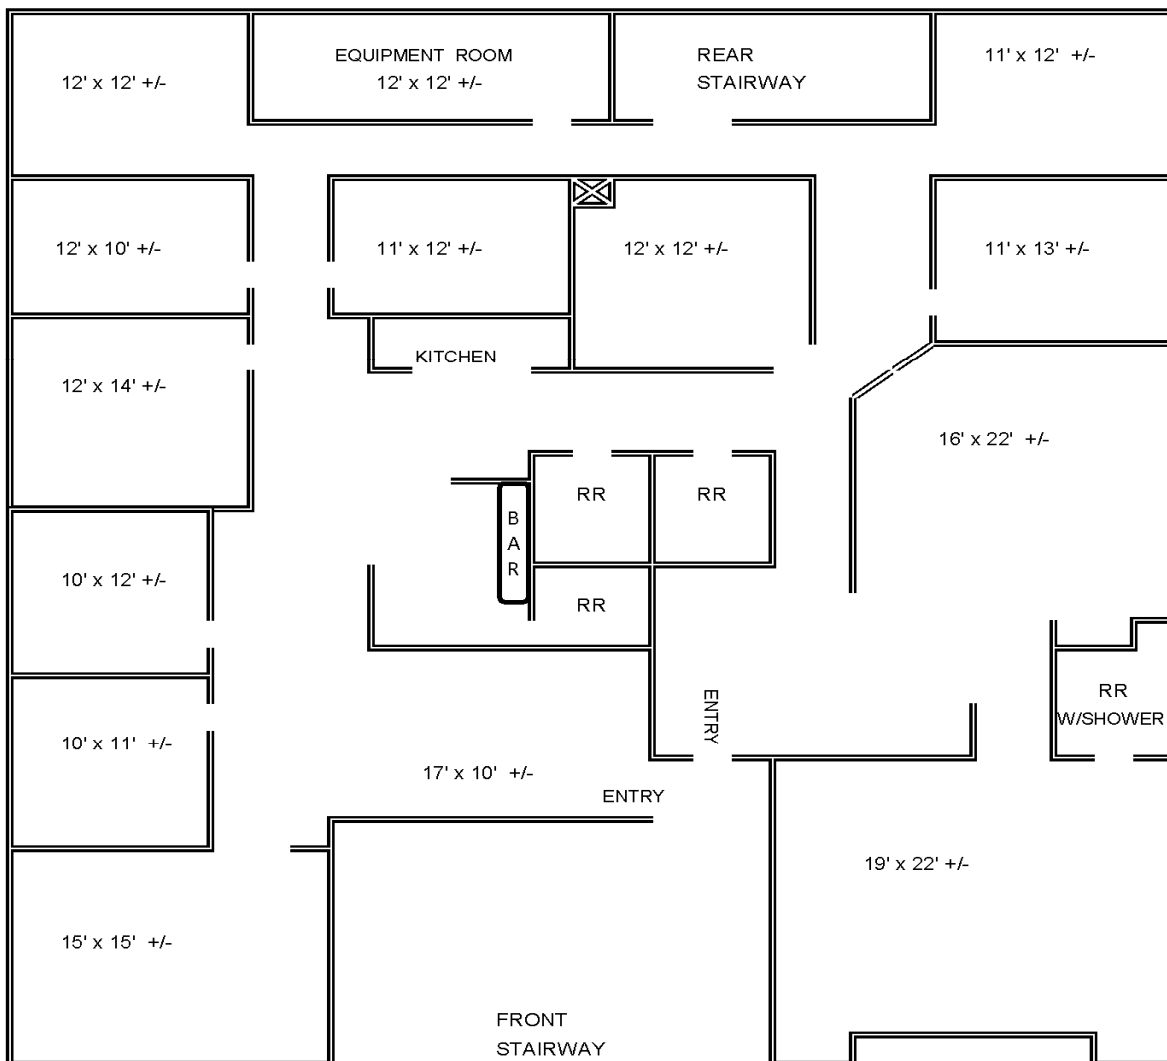 EQUIPMENT ROOM
REAR
11' x 12' +/-
12' x 12' +/-
12' x 12' +/-
STAIRWAY
12' x 10' +/-
11' x 12' +/-
12' x 12' +/-
11' x 13' +/-
KITCHEN
12' x 14' +/-
16' x 22' +/-
RR
RR
BAR
10' x 12' +/-
RR
RR
W/SHOWER
ENTRY
10' x 11' +/-
17' x 10' +/-
ENTRY
19' x 22' +/-
15' x 15' +/-
FRONT
STAIRWAY